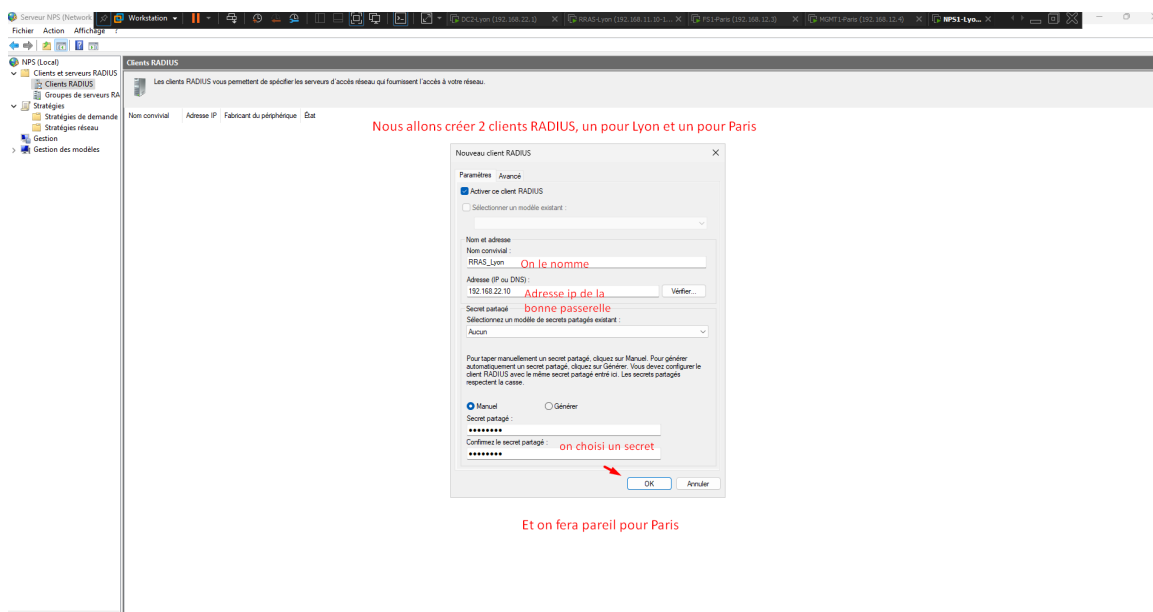 Serveur NPS (Network
Workstation
DC2-Lyon (192.168.22.1)
RRAS-Lyon (192.168.11.10-1...
FS1-Paris (192.168.12.3)
MGMT1-Paris (192.168.12.4)
NPS1-Lyo...
Fichier Action Affichage ?
NPS (Local)
Clients et serveurs RADIUS
Clients RADIUS
Groupes de serveurs RA
Stratégies
Stratégies de demande
Stratégies réseau
Gestion
Gestion des modèles
Clients RADIUS
Les clients RADIUS vous permettent de spécifier les serveurs d'accès réseau qui fournissent l'accès à votre réseau.
Nom convivial Adresse IP Fabricant du périphérique État
Nous allons créer 2 clients RADIUS, un pour Lyon et un pour Paris
Nouveau client RADIUS
Paramètres Avancé
Activer ce client RADIUS
Sélectionner un modèle existant :
Nom et adresse
Nom convivial :
RRAS_Lyon
On le nomme
Adresse (IP ou DNS) :
192.168.22.10
Vérifier...
Adresse ip de la
bonne passerelle
Secret partagé
Sélectionnez un modèle de secrets partagés existant :
Aucun
Pour taper manuellement un secret partagé, cliquez sur Manuel. Pour générer
automatiquement un secret partagé, cliquez sur Générer. Vous devez configurer le
client RADIUS avec le même secret partagé entré ici. Les secrets partagés
respectent la casse.
Manuel Générer
Secret partagé :
Confirmez le secret partagé :
on choisi un secret
OK Annuler
Et on fera pareil pour Paris